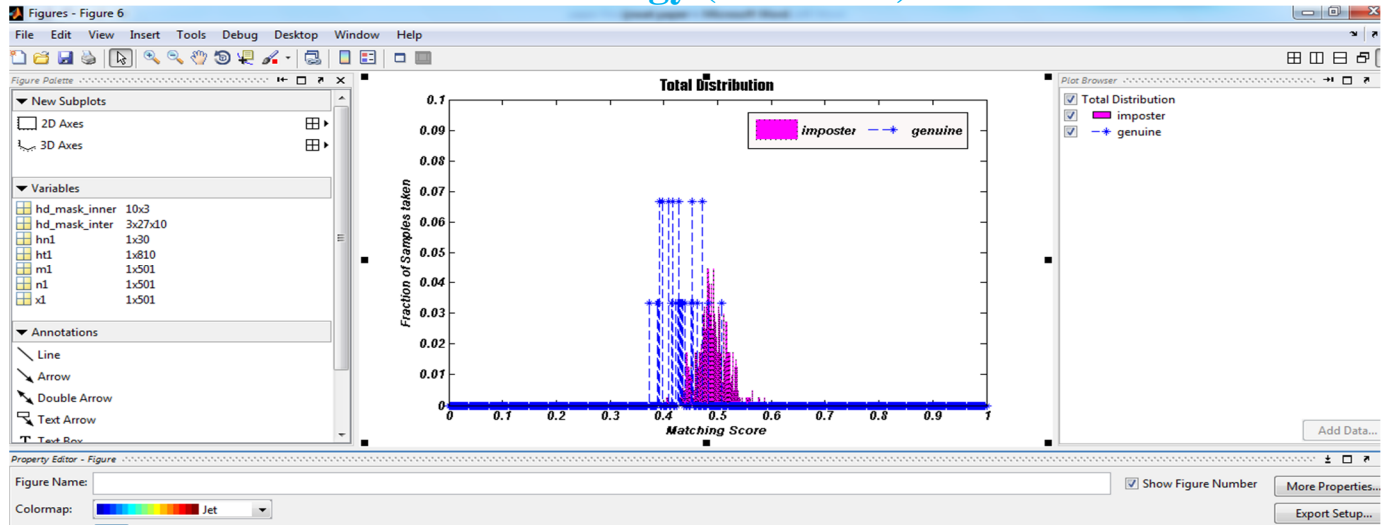 Figures - Figure 6
File Edit View Insert Tools Debug Desktop Window Help
Figure Palette
New Subplots
2D Axes
3D Axes
Variables
hd_mask_inner 10x3
hd_mask_inter 3x27x10
hn1 1x30
ht1 1x810
m1 1x501
n1 1x501
x1 1x501
Annotations
Line
Arrow
Double Arrow
Text Arrow
T Text Box
Total Distribution
imposter genuine
0.1
0.09
0.08
0.07
0.06
0.05
0.04
0.03
0.02
0.01
0
Fraction of Samples taken
0 0.1 0.2 0.3 0.4 0.5 0.6 0.7 0.8 0.9 1
Matching Score
Plot Browser
Total Distribution
imposter
genuine
Add Data...
Property Editor - Figure
Figure Name:
Show Figure Number
More Properties...
Colormap: Jet
Export Setup...